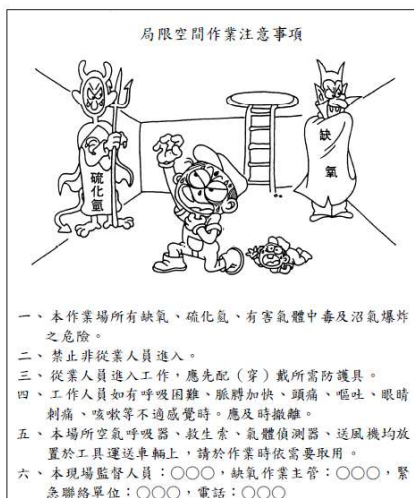 局限空間作業注意事項
硫化氫
缺氧
一、本作業場所有缺氧、硫化氫、有害氣體中毒及沼氣爆炸
之危險。
二、禁止非從業人員進入。
三、從業人員進入工作，應先配（穿）戴所需防護具。
四、工作人員如有呼吸困難、脈膊加快、頭痛、嘔吐、眼睛
刺痛、咳嗽等不適感覺時。應及時撤離。
五、本場所空氣呼吸器、救生索、氣體偵測器、送風機均放
置於工具運送車輛上，請於作業時依需要取用。
六、本現場監督人員：○○○，缺氧作業主管：○○○，緊
急聯絡單位：○○○，電話：○○○